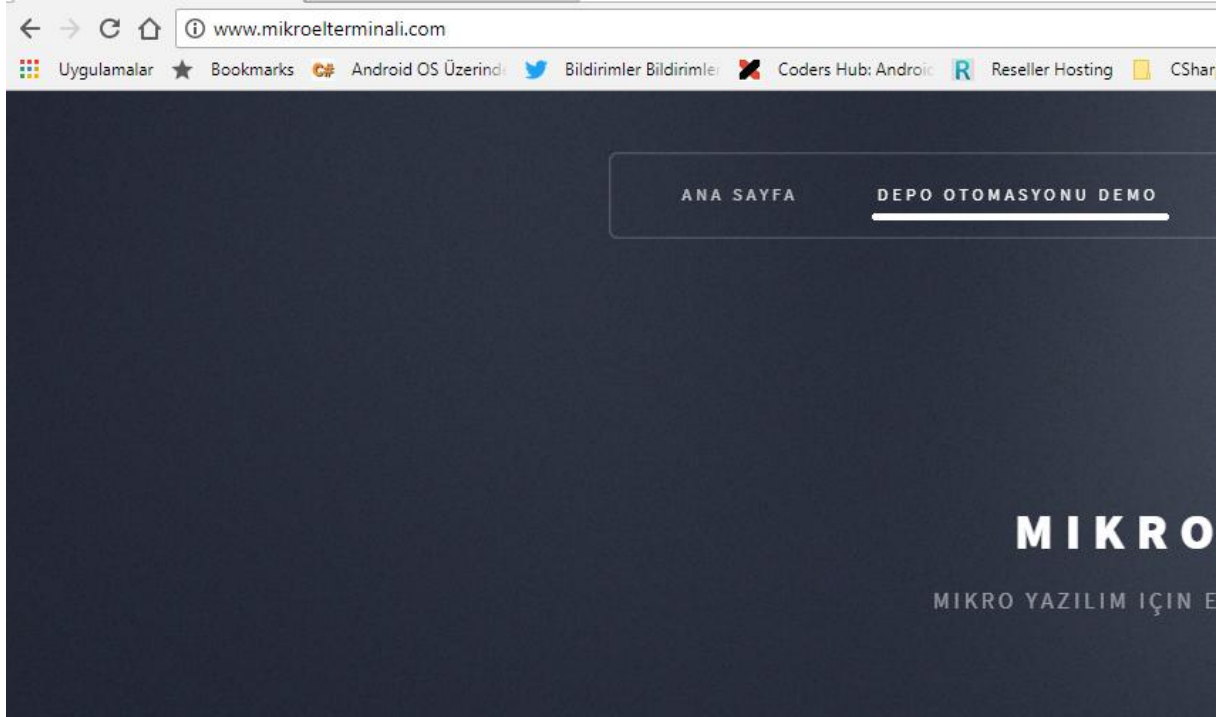 www.mikroelterminali.com
Uygulamalar Bookmarks C# Android OS Üzerind Bildirimler Bildirimle Coders Hub: Androi R Reseller Hosting CShar
ANA SAYFA DEPO OTOMASYONU DEMO
MIKRO
MIKRO YAZILIM IÇIN E